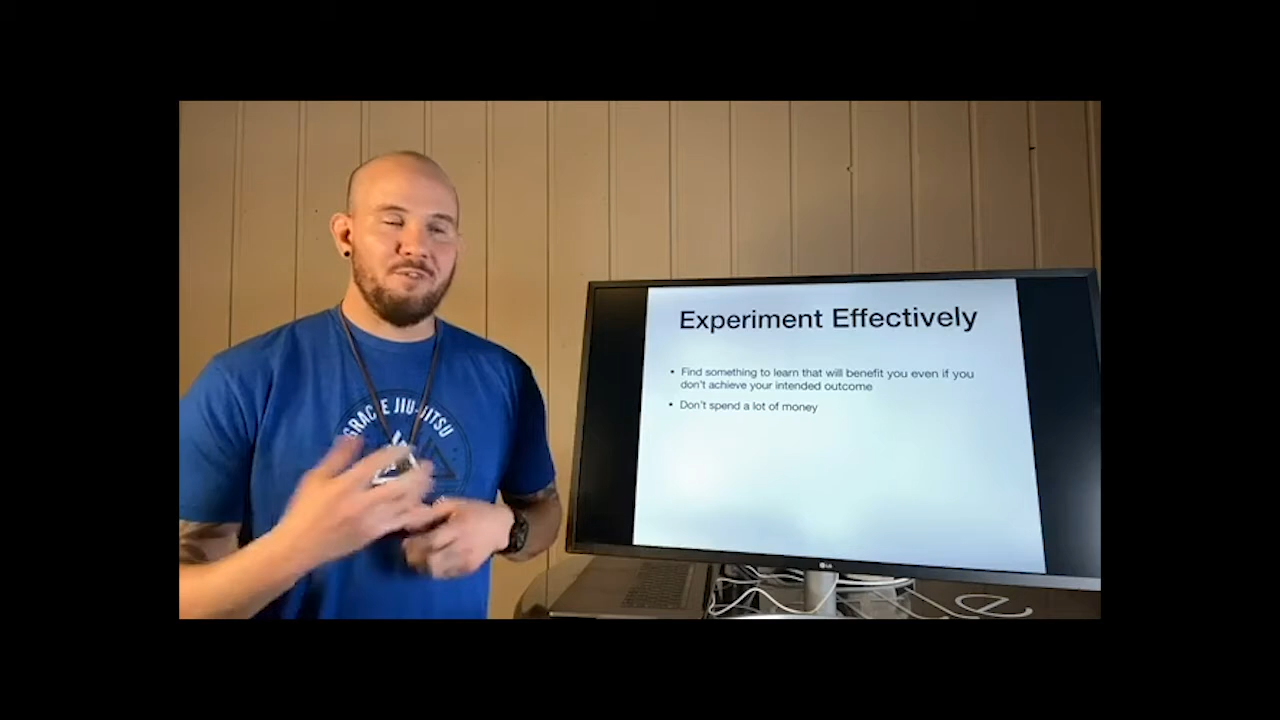 Experiment Effectively
• Find something to learn that will benefit you even if you
don't achieve your intended outcome
• Don't spend a lot of money
GRACIE JIU-JITSU
LG